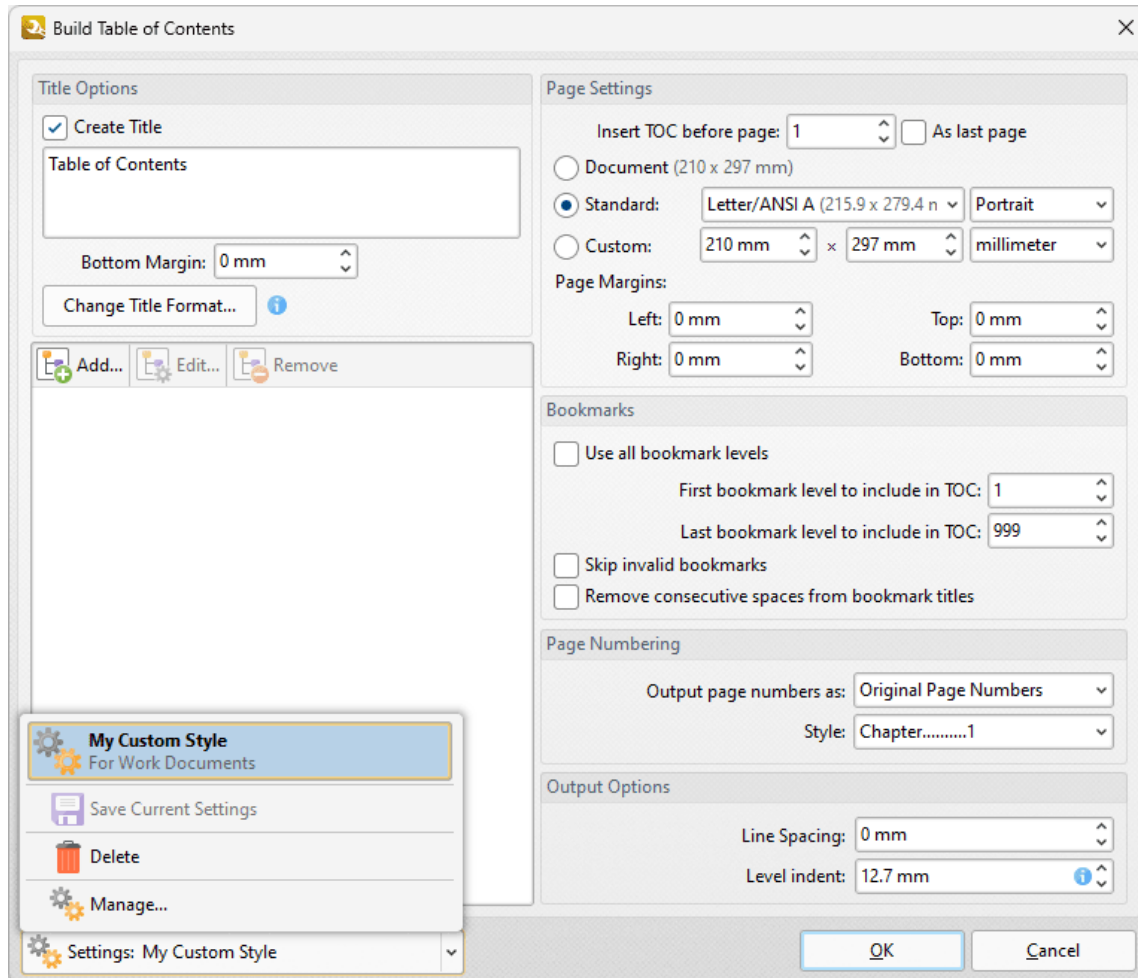 Build Table of Contents
Title Options
Create Title
Table of Contents
Bottom Margin: 0 mm
Change Title Format...
Add... Edit... Remove
My Custom Style
For Work Documents
Save Current Settings
Delete
Manage...
Settings: My Custom Style
Page Settings
Insert TOC before page: 1 As last page
Document (210 x 297 mm)
Standard: Letter/ANSI A (215.9 x 279.4 n Portrait
Custom: 210 mm × 297 mm millimeter
Page Margins:
Left: 0 mm Top: 0 mm
Right: 0 mm Bottom: 0 mm
Bookmarks
Use all bookmark levels
First bookmark level to include in TOC: 1
Last bookmark level to include in TOC: 999
Skip invalid bookmarks
Remove consecutive spaces from bookmark titles
Page Numbering
Output page numbers as: Original Page Numbers
Style: Chapter..........1
Output Options
Line Spacing: 0 mm
Level indent: 12.7 mm
OK Cancel